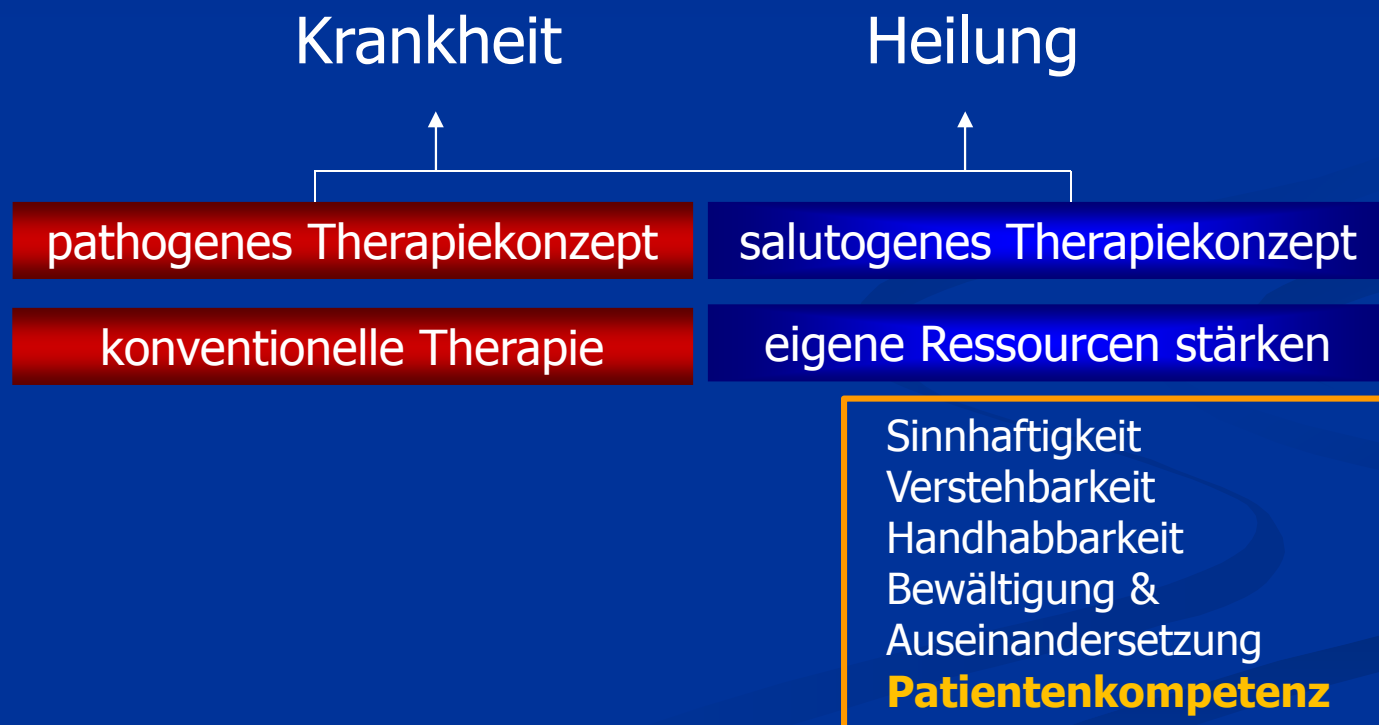 Krankheit
Heilung
pathogenes Therapiekonzept
salutogenes Therapiekonzept
konventionelle Therapie
eigene Ressourcen stärken
Sinnhaftigkeit
Verstehbarkeit
Handhabbarkeit
Bewältigung &
Auseinandersetzung
Patientenkompetenz